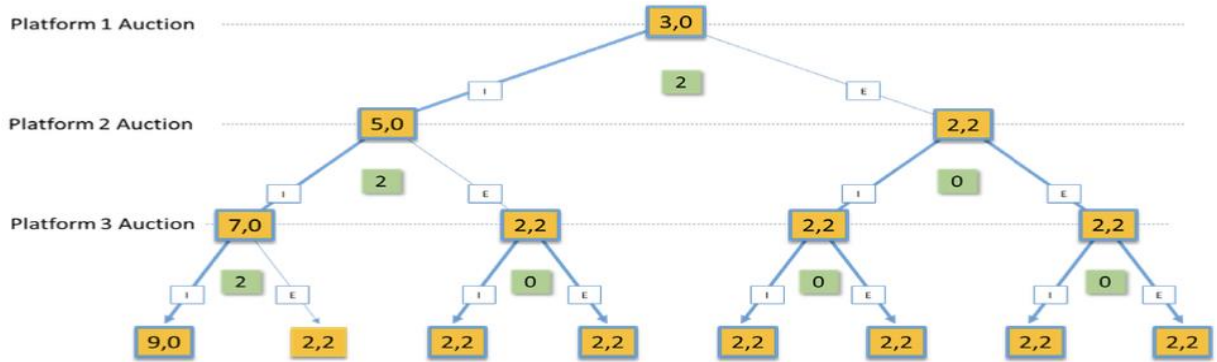 Platform 1 Auction 3,0
I 2 E
Platform 2 Auction 5,0 2,2
I 2 E I 0 E
Platform 3 Auction 7,0 2,2 2,2 2,2
I 2 E I 0 E I 0 E I 0 E
9,0 2,2 2,2 2,2 2,2 2,2 2,2 2,2